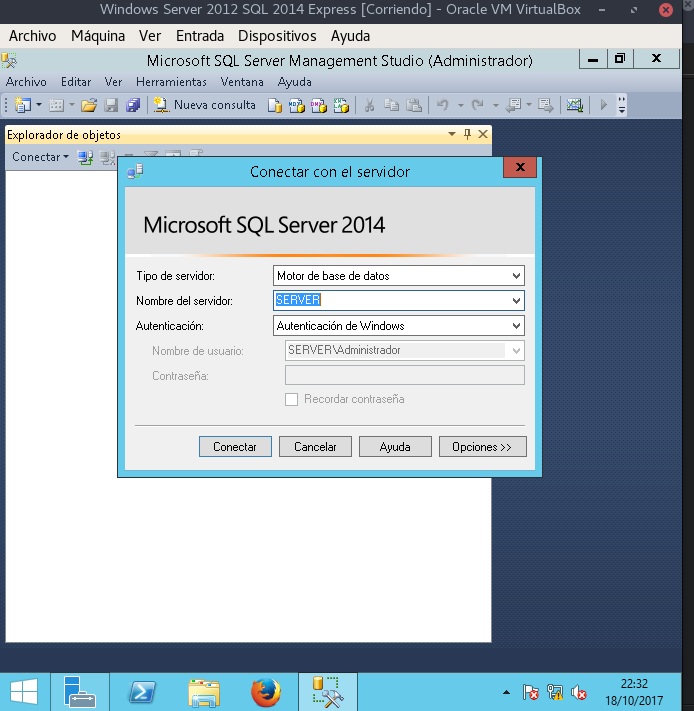 Windows Server 2012 SQL 2014 Express [Corriendo] - Oracle VM VirtualBox
Archivo Máquina Ver Entrada Dispositivos Ayuda
Microsoft SQL Server Management Studio (Administrador)
Archivo Editar Ver Herramientas Ventana Ayuda
Nueva consulta
Explorador de objetos
Conectar
Conectar con el servidor
Microsoft SQL Server 2014
Tipo de servidor: Motor de base de datos
Nombre del servidor: SERVER
Autenticación: Autenticación de Windows
Nombre de usuario: SERVER\Administrador
Contraseña:
Recordar contraseña
Conectar Cancelar Ayuda Opciones >>
22:32
18/10/2017